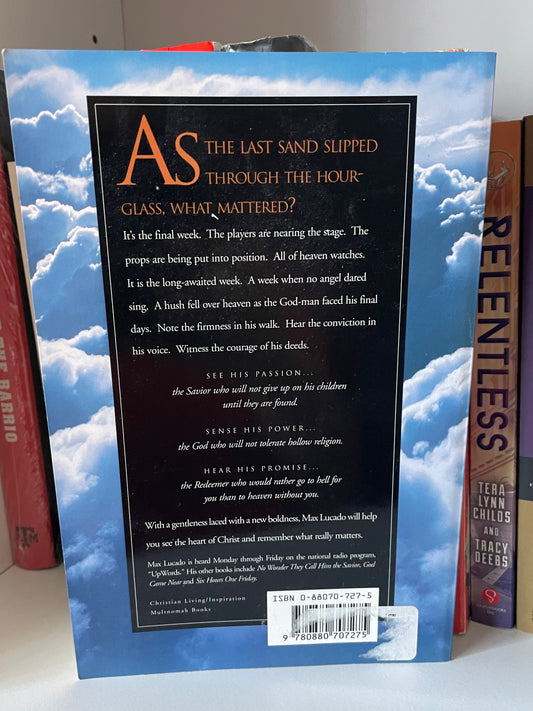 AS THE LAST SAND SLIPPED
THROUGH THE HOUR-
GLASS, WHAT MATTERED?
It's the final week. The players are nearing the stage. The
props are being put into position. All of heaven watches.
It is the long-awaited week. A week when no angel dared
sing. A hush fell over heaven as the God-man faced his final
days. Note the firmness in his walk. Hear the conviction in
his voice. Witness the courage of his deeds.
SEE HIS PASSION...
the Savior who will not give up on his children
until they are found.
SENSE HIS POWER...
the God who will not tolerate hollow religion.
HEAR HIS PROMISE...
the Redeemer who would rather go to hell for
you than to heaven without you.
With a gentleness laced with a new boldness, Max Lucado will help
you see the heart of Christ and remember what really matters.
Max Lucado is heard Monday through Friday on the national radio program,
"UpWords." His other books include No Wonder They Call Him the Savior, God
Came Near and Six Hours One Friday.
Christian Living/Inspiration
Multnomah Books
ISBN 0-88070-727-5
9 780880 707275
THE BARRIO
RELENTLESS
TERA
LYNN
CHILDS
AND
TRACY
DEEBS